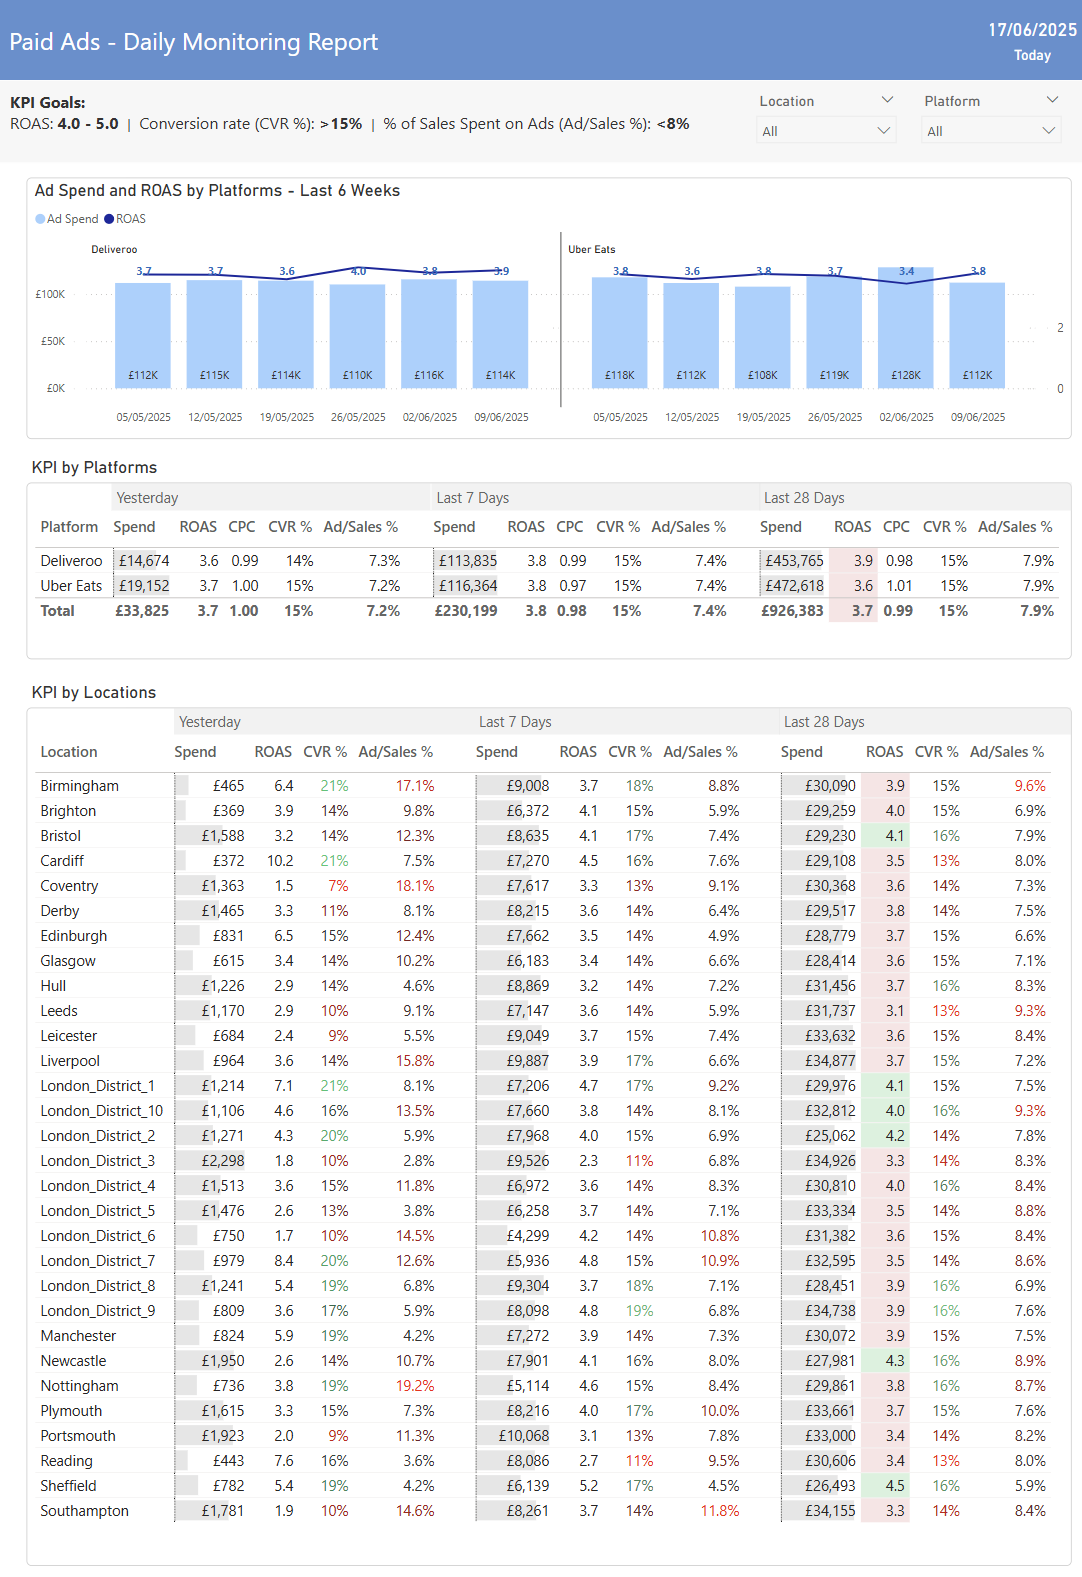 Paid Ads - Daily Monitoring Report
17/06/2025
Today
KPI Goals:
ROAS: 4.0 - 5.0 | Conversion rate (CVR %): >15% | % of Sales Spent on Ads (Ad/Sales %): <8%
Location Platform
All All
Ad Spend and ROAS by Platforms - Last 6 Weeks
Ad Spend ROAS
Deliveroo Uber Eats
3.7 3.7 3.6 4.0 3.8 3.9 3.8 3.6 3.8 3.7 3.4 3.8
£100K
£50K 2
£112K £115K £114K £110K £116K £114K £118K £112K £108K £119K £128K £112K
£0K 0
05/05/2025 12/05/2025 19/05/2025 26/05/2025 02/06/2025 09/06/2025 05/05/2025 12/05/2025 19/05/2025 26/05/2025 02/06/2025 09/06/2025
KPI by Platforms
Yesterday Last 7 Days Last 28 Days
Platform Spend ROAS CPC CVR % Ad/Sales % Spend ROAS CPC CVR % Ad/Sales % Spend ROAS CPC CVR % Ad/Sales %
Deliveroo £14,674 3.6 0.99 14% 7.3% £113,835 3.8 0.99 15% 7.4% £453,765 3.9 0.98 15% 7.9%
Uber Eats £19,152 3.7 1.00 15% 7.2% £116,364 3.8 0.97 15% 7.4% £472,618 3.6 1.01 15% 7.9%
Total £33,825 3.7 1.00 15% 7.2% £230,199 3.8 0.98 15% 7.4% £926,383 3.7 0.99 15% 7.9%
KPI by Locations
Yesterday Last 7 Days Last 28 Days
Location Spend ROAS CVR % Ad/Sales % Spend ROAS CVR % Ad/Sales % Spend ROAS CVR % Ad/Sales %
Birmingham £465 6.4 21% 17.1% £9,008 3.7 18% 8.8% £30,090 3.9 15% 9.6%
Brighton £369 3.9 14% 9.8% £6,372 4.1 15% 5.9% £29,259 4.0 15% 6.9%
Bristol £1,588 3.2 14% 12.3% £8,635 4.1 17% 7.4% £29,230 4.1 16% 7.9%
Cardiff £372 10.2 21% 7.5% £7,270 4.5 16% 7.6% £29,108 3.5 13% 8.0%
Coventry £1,363 1.5 7% 18.1% £7,617 3.3 13% 9.1% £30,368 3.6 14% 7.3%
Derby £1,465 3.3 11% 8.1% £8,215 3.6 14% 6.4% £29,517 3.8 14% 7.5%
Edinburgh £831 6.5 15% 12.4% £7,662 3.5 14% 4.9% £28,779 3.7 15% 6.6%
Glasgow £615 3.4 14% 10.2% £6,183 3.4 14% 6.6% £28,414 3.6 15% 7.1%
Hull £1,226 2.9 14% 4.6% £8,869 3.2 14% 7.2% £31,456 3.7 16% 8.3%
Leeds £1,170 2.9 10% 9.1% £7,147 3.6 14% 5.9% £31,737 3.1 13% 9.3%
Leicester £684 2.4 9% 5.5% £9,049 3.7 15% 7.4% £33,632 3.6 15% 8.4%
Liverpool £964 3.6 14% 15.8% £9,887 3.9 17% 6.6% £34,877 3.7 15% 7.2%
London_District_1 £1,214 7.1 21% 8.1% £7,206 4.7 17% 9.2% £29,976 4.1 15% 7.5%
London_District_10 £1,106 4.6 16% 13.5% £7,660 3.8 14% 8.1% £32,812 4.0 16% 9.3%
London_District_2 £1,271 4.3 20% 5.9% £7,968 4.0 15% 6.9% £25,062 4.2 14% 7.8%
London_District_3 £2,298 1.8 10% 2.8% £9,526 2.3 11% 6.8% £34,926 3.3 14% 8.3%
London_District_4 £1,513 3.6 15% 11.8% £6,972 3.6 14% 8.3% £30,810 4.0 16% 8.4%
London_District_5 £1,476 2.6 13% 3.8% £6,258 3.7 14% 7.1% £33,334 3.5 14% 8.8%
London_District_6 £750 1.7 10% 14.5% £4,299 4.2 14% 10.8% £31,382 3.6 15% 8.4%
London_District_7 £979 8.4 20% 12.6% £5,936 4.8 15% 10.9% £32,595 3.5 14% 8.6%
London_District_8 £1,241 5.4 19% 6.8% £9,304 3.7 18% 7.1% £28,451 3.9 16% 6.9%
London_District_9 £809 3.6 17% 5.9% £8,098 4.8 19% 6.8% £34,738 3.9 16% 7.6%
Manchester £824 5.9 19% 4.2% £7,272 3.9 14% 7.3% £30,072 3.9 15% 7.5%
Newcastle £1,950 2.6 14% 10.7% £7,901 4.1 16% 8.0% £27,981 4.3 16% 8.9%
Nottingham £736 3.8 19% 19.2% £5,114 4.6 15% 8.4% £29,861 3.8 16% 8.7%
Plymouth £1,615 3.3 15% 7.3% £8,216 4.0 17% 10.0% £33,661 3.7 15% 7.6%
Portsmouth £1,923 2.0 9% 11.3% £10,068 3.1 13% 7.8% £33,000 3.4 14% 8.2%
Reading £443 7.6 16% 3.6% £8,086 2.7 11% 9.5% £30,606 3.4 13% 8.0%
Sheffield £782 5.4 19% 4.2% £6,139 5.2 17% 4.5% £26,493 4.5 16% 5.9%
Southampton £1,781 1.9 10% 14.6% £8,261 3.7 14% 11.8% £34,155 3.3 14% 8.4%